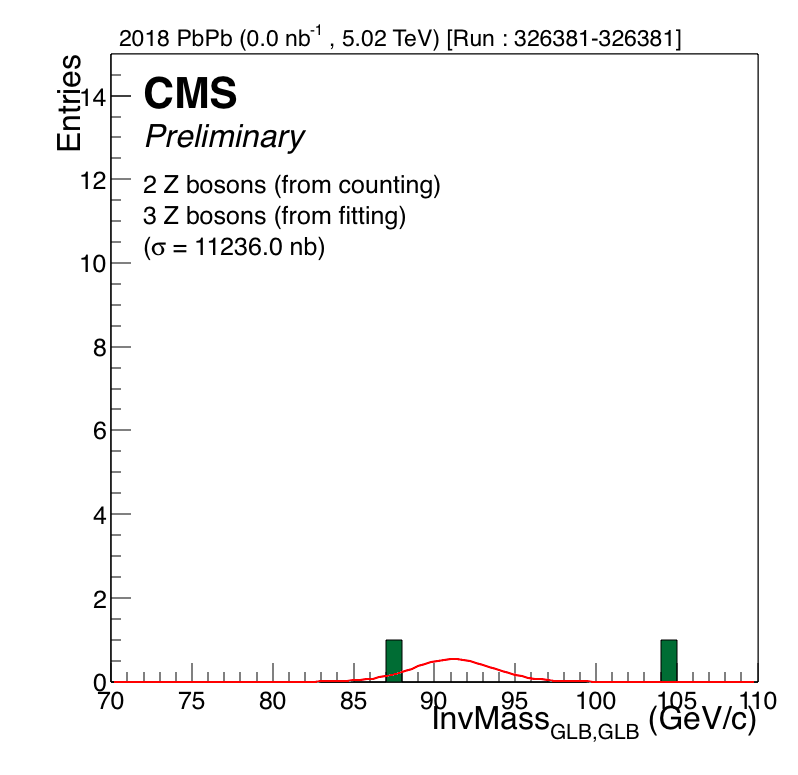 2018 PbPb (0.0 nb-1 , 5.02 TeV) [Run : 326381-326381]
Entries
CMS
Preliminary
2 Z bosons (from counting)
3 Z bosons (from fitting)
(σ = 11236.0 nb)
14
12
10
8
6
4
2
0
70 75 80 85 90 95 100 105 110
InvMassGLB,GLB (GeV/c)